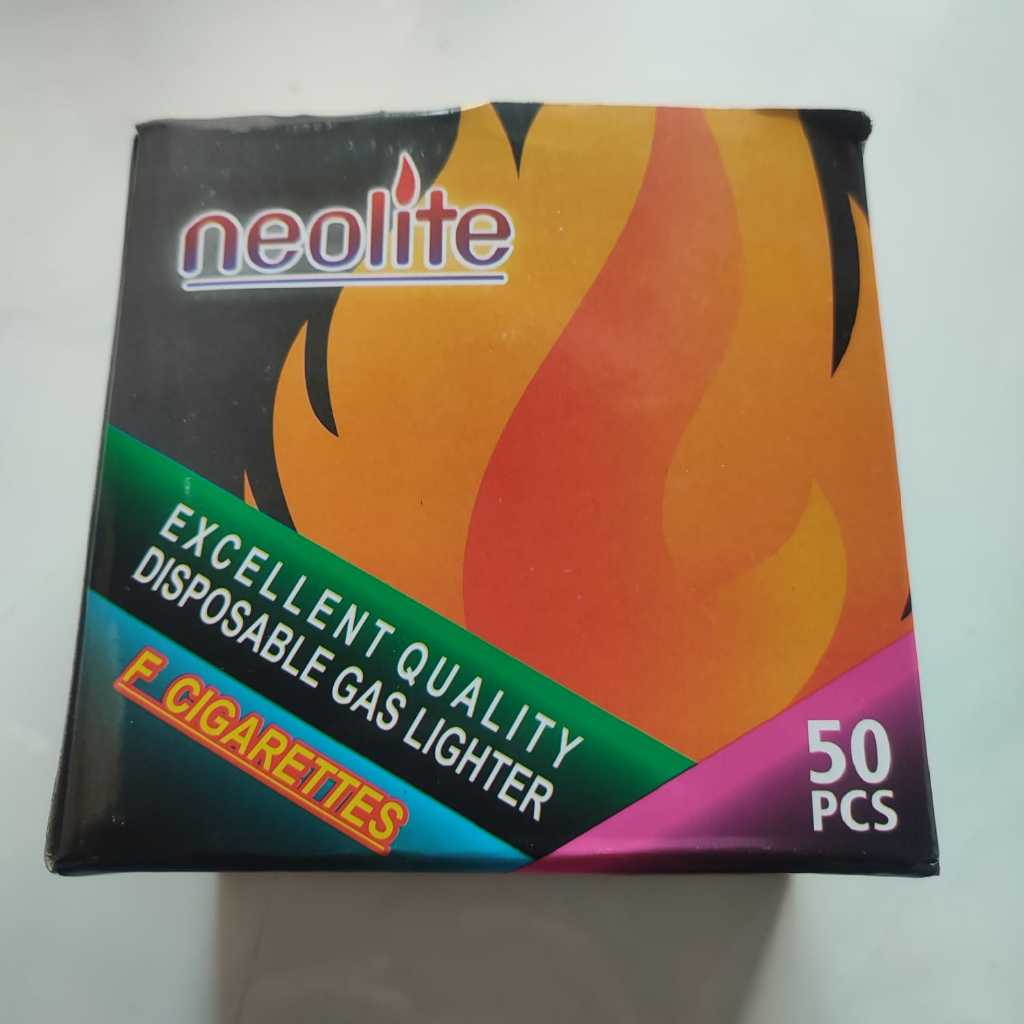 neolite
EXCELLENT QUALITY
DISPOSABLE GAS LIGHTER
F CIGARETTES
50
PCS